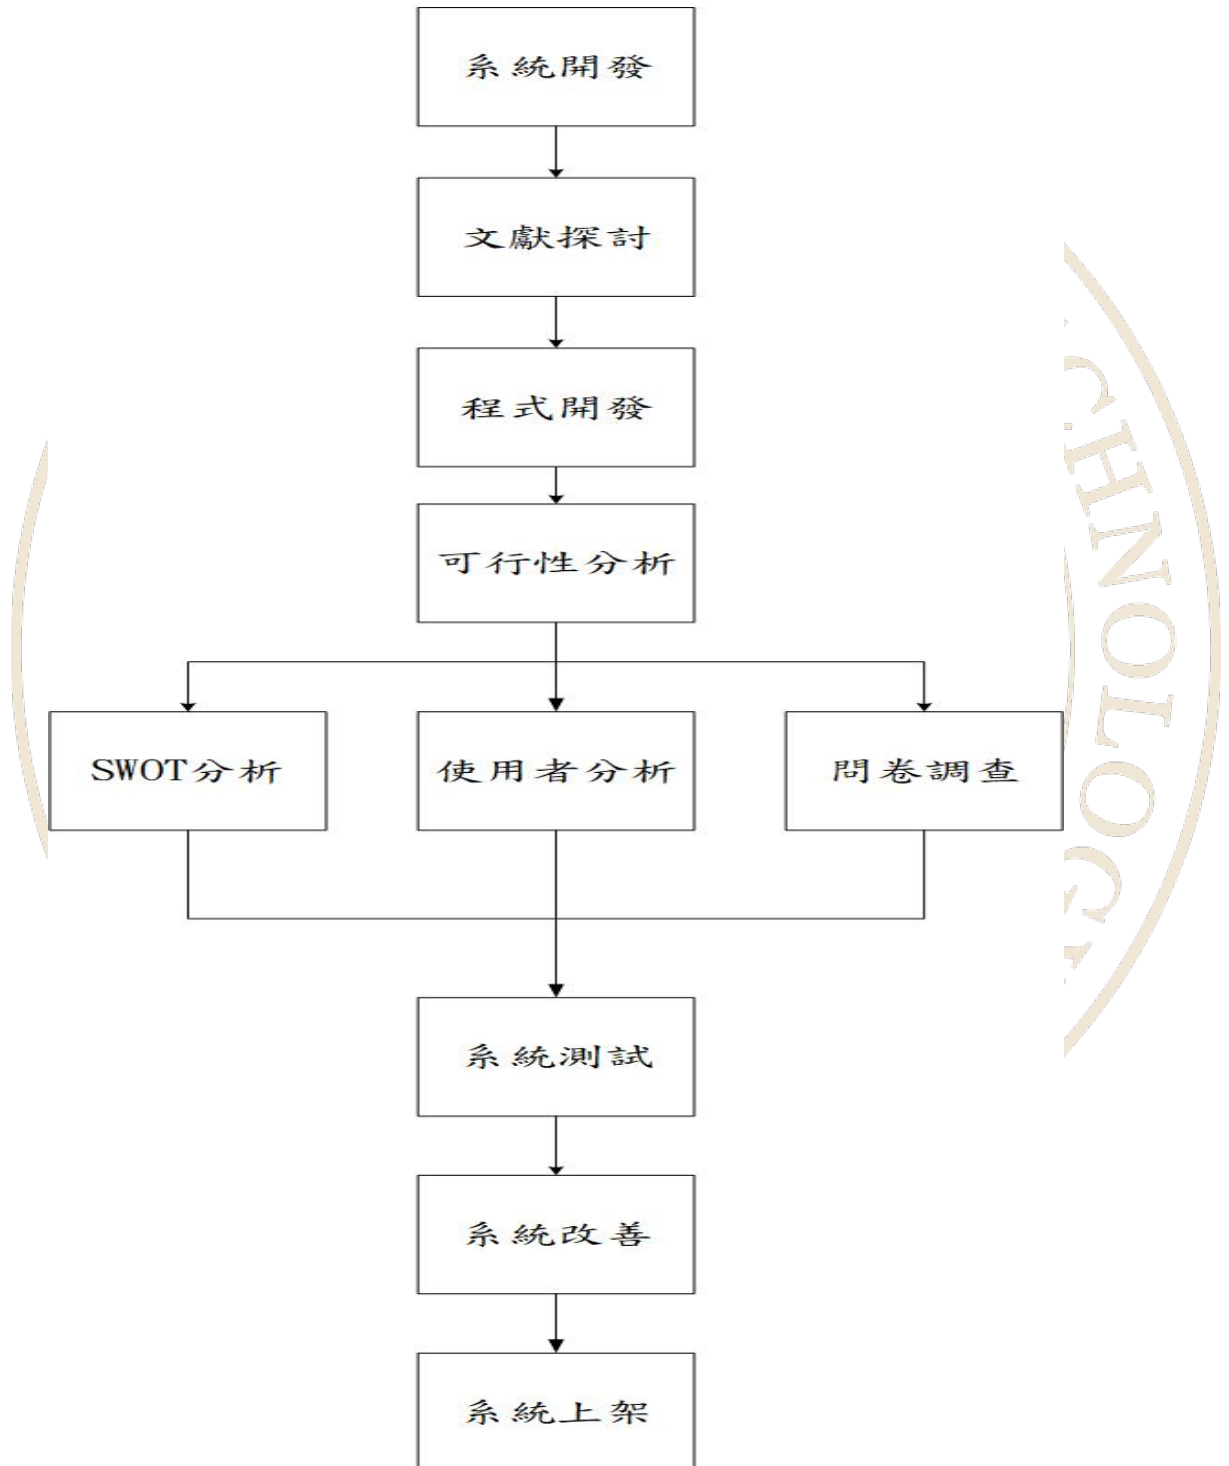 系統開發
文獻探討
程式開發
可行性分析
SWOT分析
使用者分析
問卷調查
系統測試
系統改善
系統上架